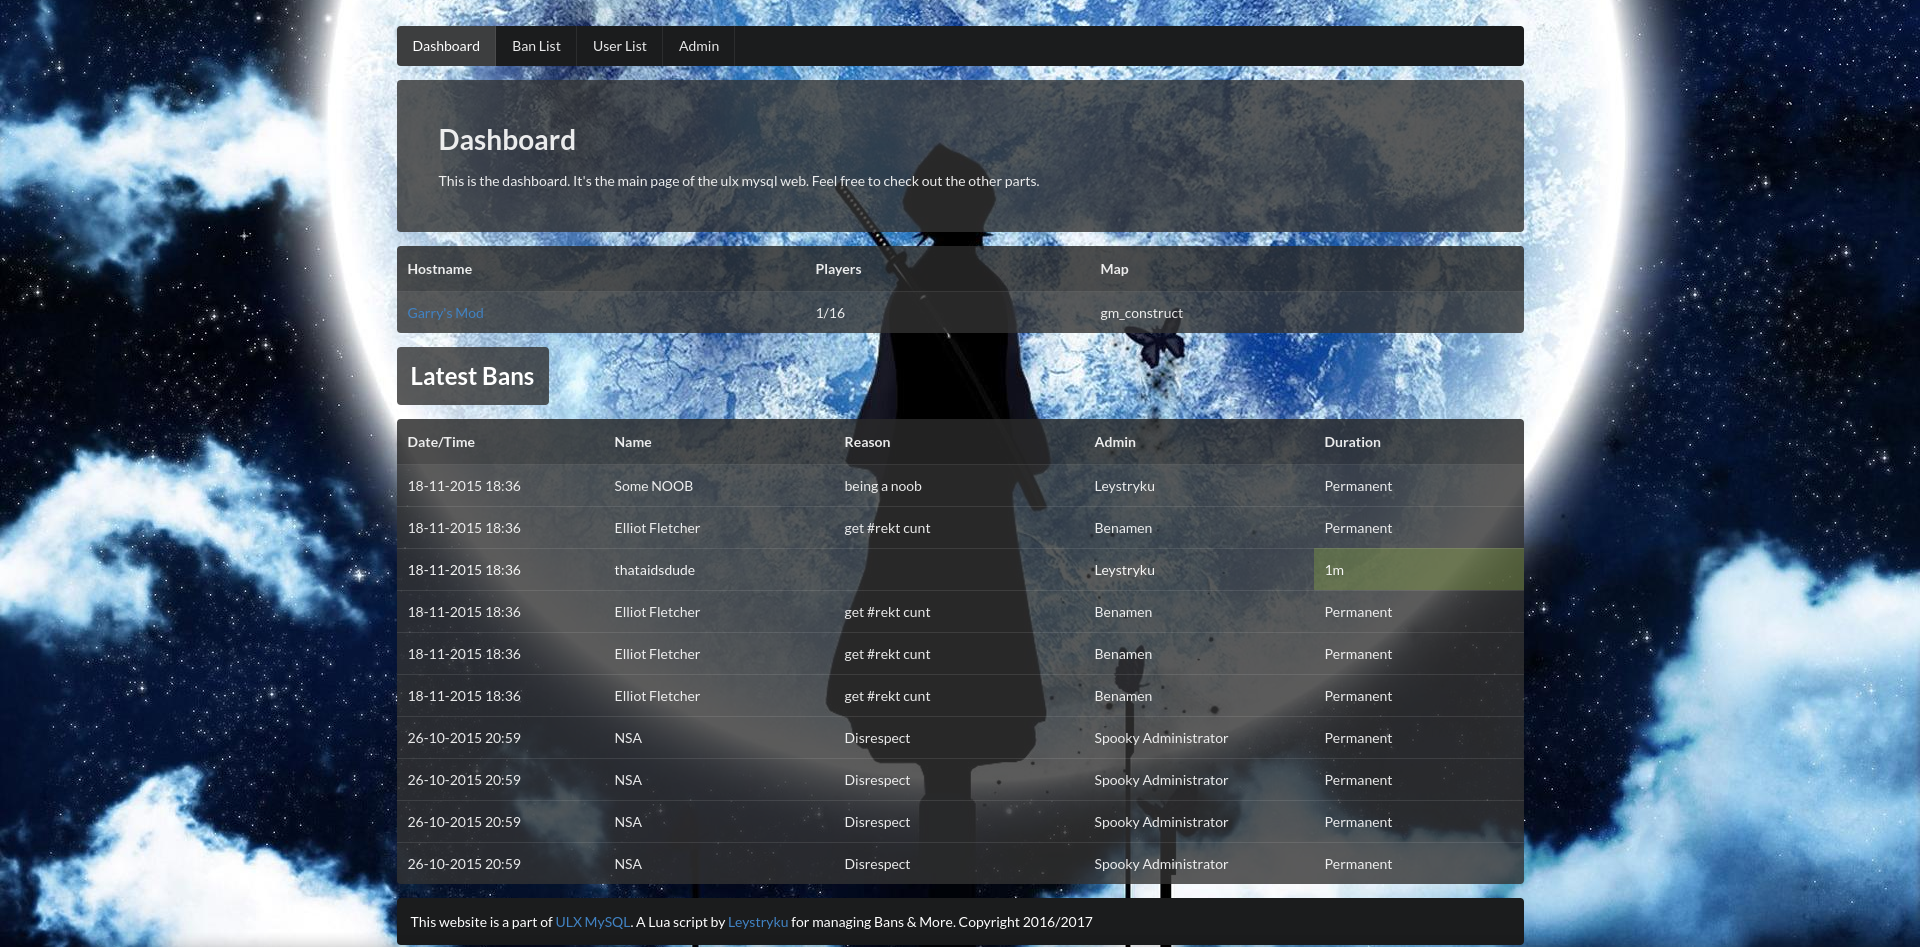 Dashboard Ban List User List Admin
Dashboard
This is the dashboard. It's the main page of the ulx mysql web. Feel free to check out the other parts.
Hostname Players Map
Garry's Mod 1/16 gm_construct
Latest Bans
Date/Time Name Reason Admin Duration
18-11-2015 18:36 Some NOOB being a noob Leystryku Permanent
18-11-2015 18:36 Elliot Fletcher get #rekt cunt Benamen Permanent
18-11-2015 18:36 thataidsdude Leystryku 1m
18-11-2015 18:36 Elliot Fletcher get #rekt cunt Benamen Permanent
18-11-2015 18:36 Elliot Fletcher get #rekt cunt Benamen Permanent
18-11-2015 18:36 Elliot Fletcher get #rekt cunt Benamen Permanent
26-10-2015 20:59 NSA Disrespect Spooky Administrator Permanent
26-10-2015 20:59 NSA Disrespect Spooky Administrator Permanent
26-10-2015 20:59 NSA Disrespect Spooky Administrator Permanent
26-10-2015 20:59 NSA Disrespect Spooky Administrator Permanent
This website is a part of ULX MySQL. A Lua script by Leystryku for managing Bans & More. Copyright 2016/2017